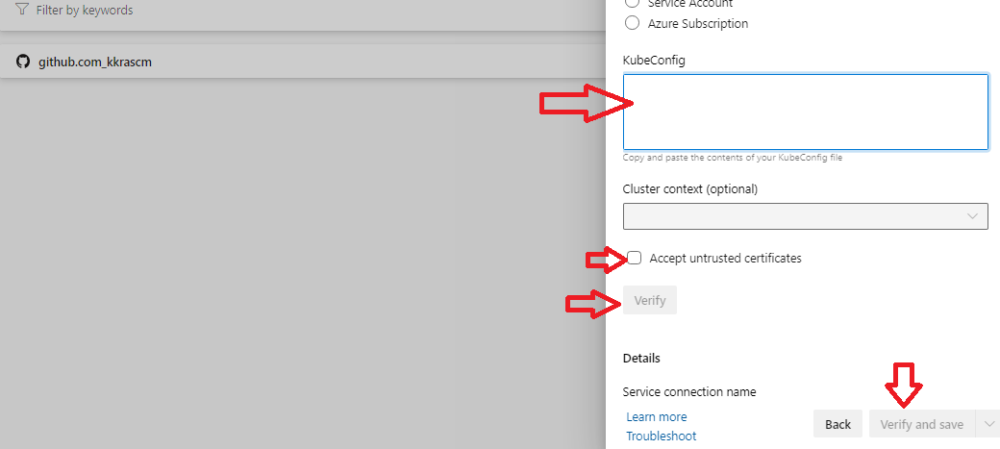 Filter by keywords
github.com_kkrascm
Service Account
Azure Subscription
KubeConfig
Copy and paste the contents of your KubeConfig file
Cluster context (optional)
Accept untrusted certificates
Verify
Details
Service connection name
Learn more
Troubleshoot
Back
Verify and save